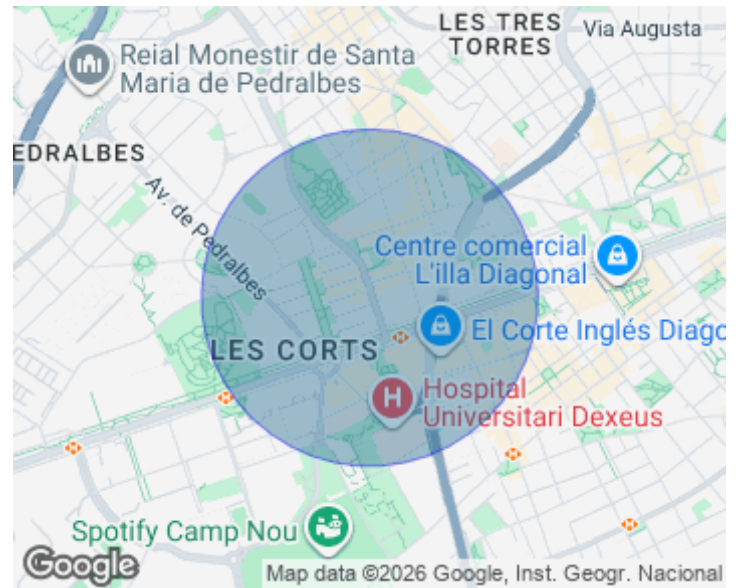 LES TRES
TORRES
Via Augusta
Reial Monestir de Santa
Maria de Pedralbes
EDRALBES
Av. de Pedralbes
Centre comercial
L'illa Diagonal
El Corte Inglés Diago
LES CORTS
H
Hospital
Universitari Dexeus
Spotify Camp Nou
Google
Map data ©2026 Google, Inst. Geogr. Nacional